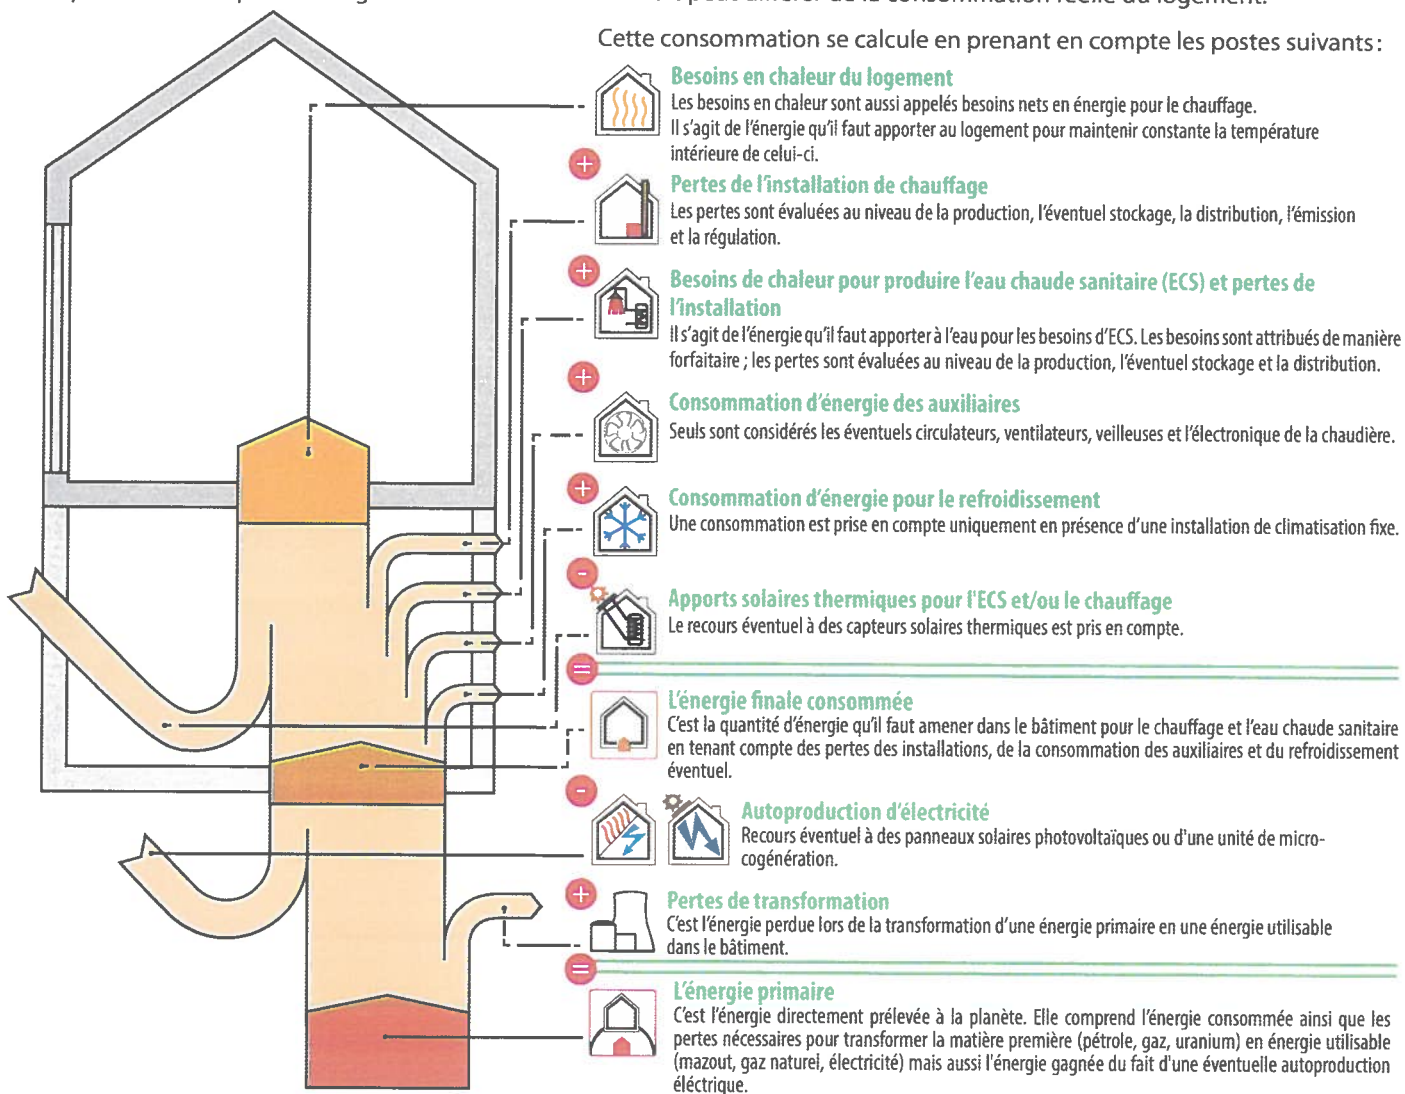 peut différer de la consommation réelle du logement.
Cette consommation se calcule en prenant en compte les postes suivants :
Besoins en chaleur du logement
Les besoins en chaleur sont aussi appelés besoins nets en énergie pour le chauffage.
Il s'agit de l'énergie qu'il faut apporter au logement pour maintenir constante la température
intérieure de celui-ci.
+
Pertes de l'installation de chauffage
Les pertes sont évaluées au niveau de la production, l'éventuel stockage, la distribution, l'émission
et la régulation.
+
Besoins de chaleur pour produire l'eau chaude sanitaire (ECS) et pertes de
l'installation
Il s'agit de l'énergie qu'il faut apporter à l'eau pour les besoins d'ECS. Les besoins sont attribués de manière
forfaitaire ; les pertes sont évaluées au niveau de la production, l'éventuel stockage et la distribution.
+
Consommation d'énergie des auxiliaires
Seuls sont considérés les éventuels circulateurs, ventilateurs, veilleuses et l'électronique de la chaudière.
+
Consommation d'énergie pour le refroidissement
Une consommation est prise en compte uniquement en présence d'une installation de climatisation fixe.
-
Apports solaires thermiques pour l'ECS et/ou le chauffage
Le recours éventuel à des capteurs solaires thermiques est pris en compte.
=
L'énergie finale consommée
C'est la quantité d'énergie qu'il faut amener dans le bâtiment pour le chauffage et l'eau chaude sanitaire
en tenant compte des pertes des installations, de la consommation des auxiliaires et du refroidissement
éventuel.
-
Autoproduction d'électricité
Recours éventuel à des panneaux solaires photovoltaïques ou d'une unité de micro-
cogénération.
+
Pertes de transformation
C'est l'énergie perdue lors de la transformation d'une énergie primaire en une énergie utilisable
dans le bâtiment.
=
L'énergie primaire
C'est l'énergie directement prélevée à la planète. Elle comprend l'énergie consommée ainsi que les
pertes nécessaires pour transformer la matière première (pétrole, gaz, uranium) en énergie utilisable
(mazout, gaz naturel, électricité) mais aussi l'énergie gagnée du fait d'une éventuelle autoproduction
éléctrique.